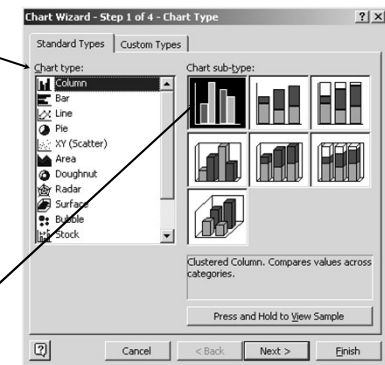 Chart Wizard - Step 1 of 4 - Chart Type
Standard Types
Custom Types
Chart type:
Column
Bar
Line
Pie
XY (Scatter)
Area
Doughnut
Radar
Surface
Bubble
Stock
Chart sub-type:
Clustered Column. Compares values across
categories.
Press and Hold to View Sample
Cancel
< Back
Next >
Finish